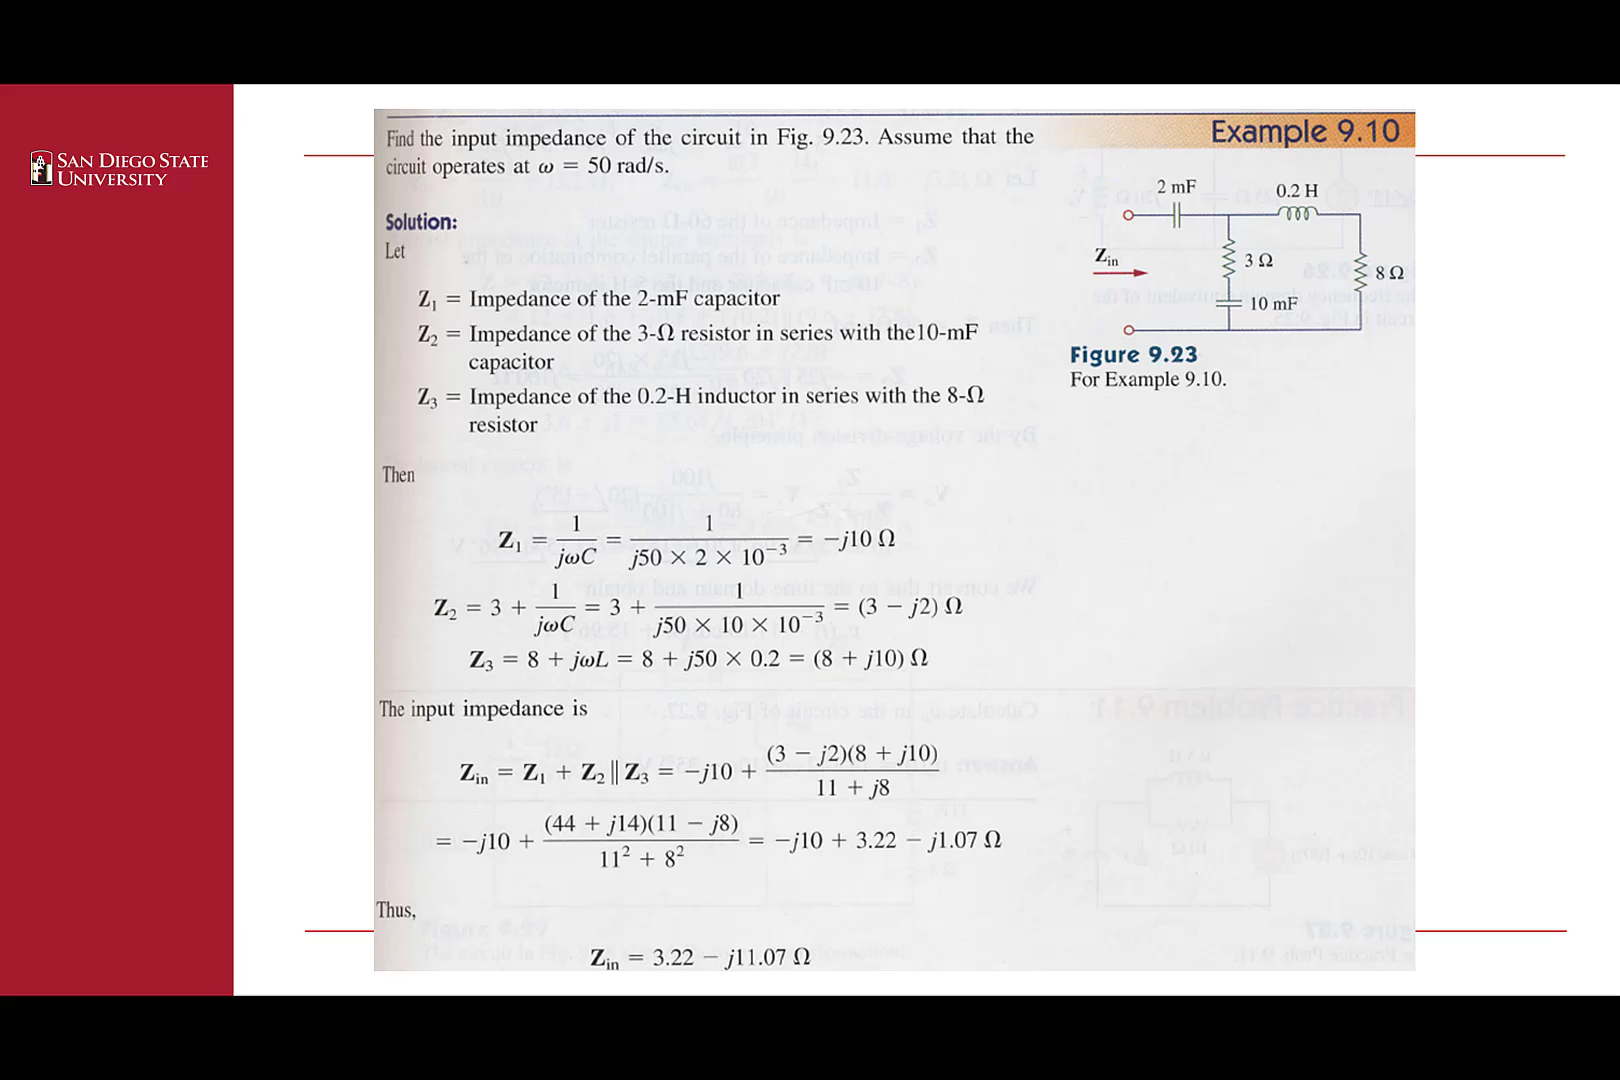 SAN DIEGO STATE
UNIVERSITY
Find the input impedance of the circuit in Fig. 9.23. Assume that the
circuit operates at ω = 50 rad/s.
Solution:
Let
Z₁ = Impedance of the 2-mF capacitor
Z₂ = Impedance of the 3-Ω resistor in series with the10-mF
capacitor
Z₃ = Impedance of the 0.2-H inductor in series with the 8-Ω
resistor
Then
Z₁ = 1/(jωC) = 1/(j50 × 2 × 10⁻³) = −j10 Ω
Z₂ = 3 + 1/(jωC) = 3 + 1/(j50 × 10 × 10⁻³) = (3 − j2) Ω
Z₃ = 8 + jωL = 8 + j50 × 0.2 = (8 + j10) Ω
The input impedance is
Zin = Z₁ + Z₂ ∥ Z₃ = −j10 + (3 − j2)(8 + j10)/(11 + j8)
= −j10 + (44 + j14)(11 − j8)/(11² + 8²) = −j10 + 3.22 − j1.07 Ω
Thus,
Zin = 3.22 − j11.07 Ω
Example 9.10
2 mF
0.2 H
Zin
3 Ω
8 Ω
10 mF
Figure 9.23
For Example 9.10.